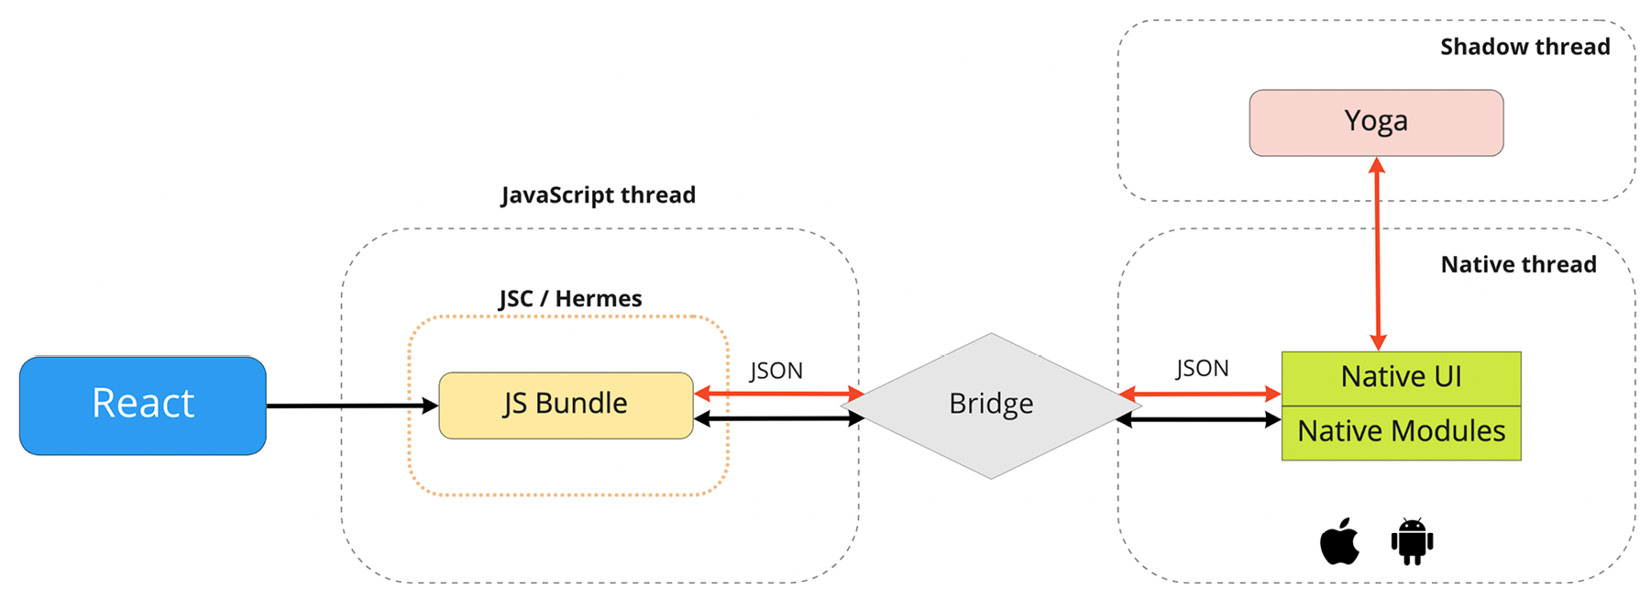 Shadow thread
Yoga
JavaScript thread
Native thread
JSC / Hermes
React
JS Bundle
JSON
Bridge
JSON
Native UI
Native Modules